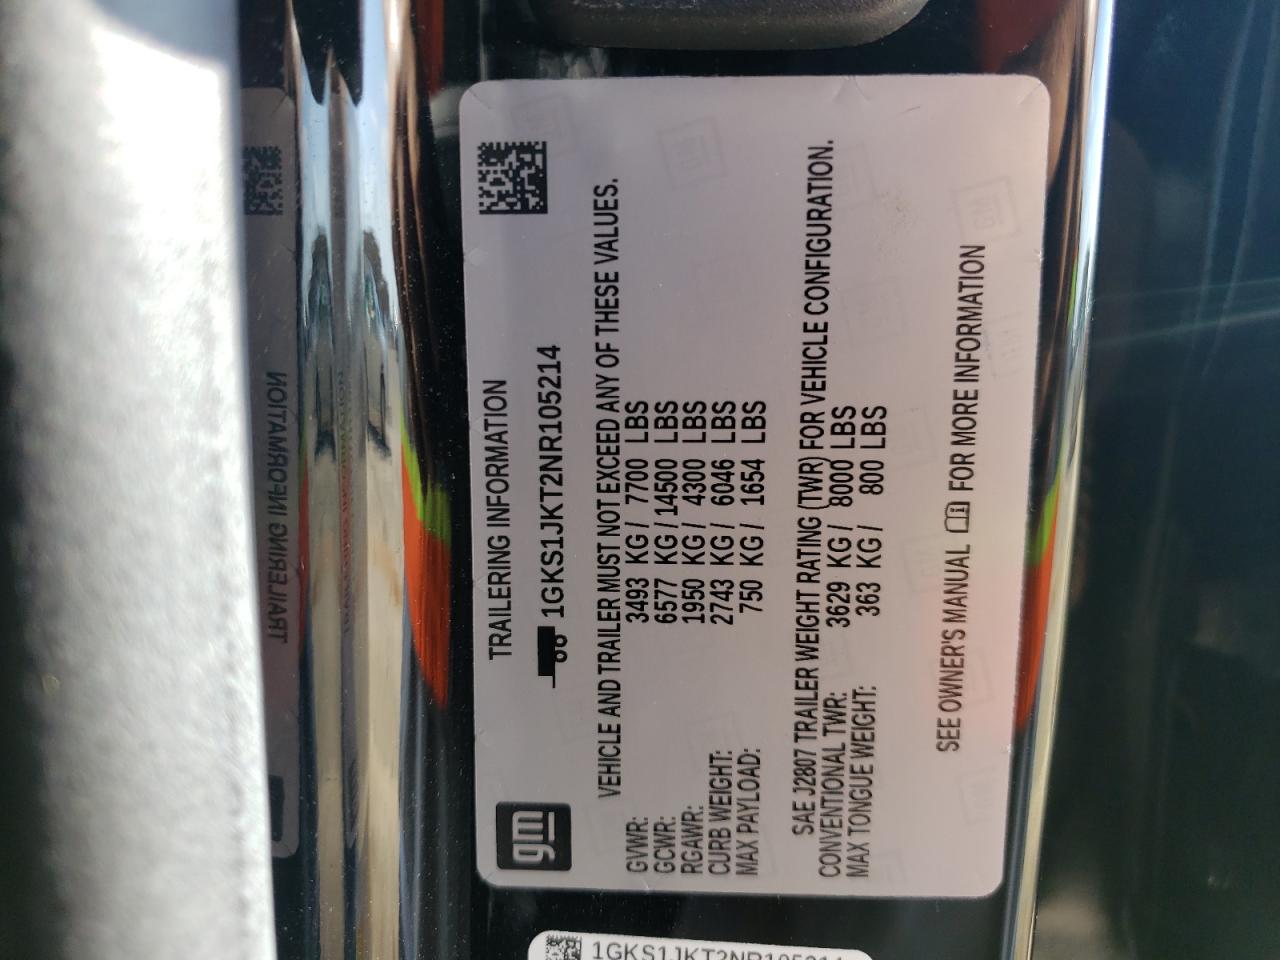 gm
TRAILERING INFORMATION
1GKS1JKT2NR105214
VEHICLE AND TRAILER MUST NOT EXCEED ANY OF THESE VALUES.
GVWR: 3493 KG / 7700 LBS
GCWR: 6577 KG / 14500 LBS
RGAWR: 1950 KG / 4300 LBS
CURB WEIGHT: 2743 KG / 6046 LBS
MAX PAYLOAD: 750 KG / 1654 LBS
SAE J2807 TRAILER WEIGHT RATING (TWR) FOR VEHICLE CONFIGURATION.
CONVENTIONAL TWR: 3629 KG / 8000 LBS
MAX TONGUE WEIGHT: 363 KG / 800 LBS
SEE OWNER'S MANUAL FOR MORE INFORMATION
1GKS1JKT2NR105214
TRAILERING INFORMATION